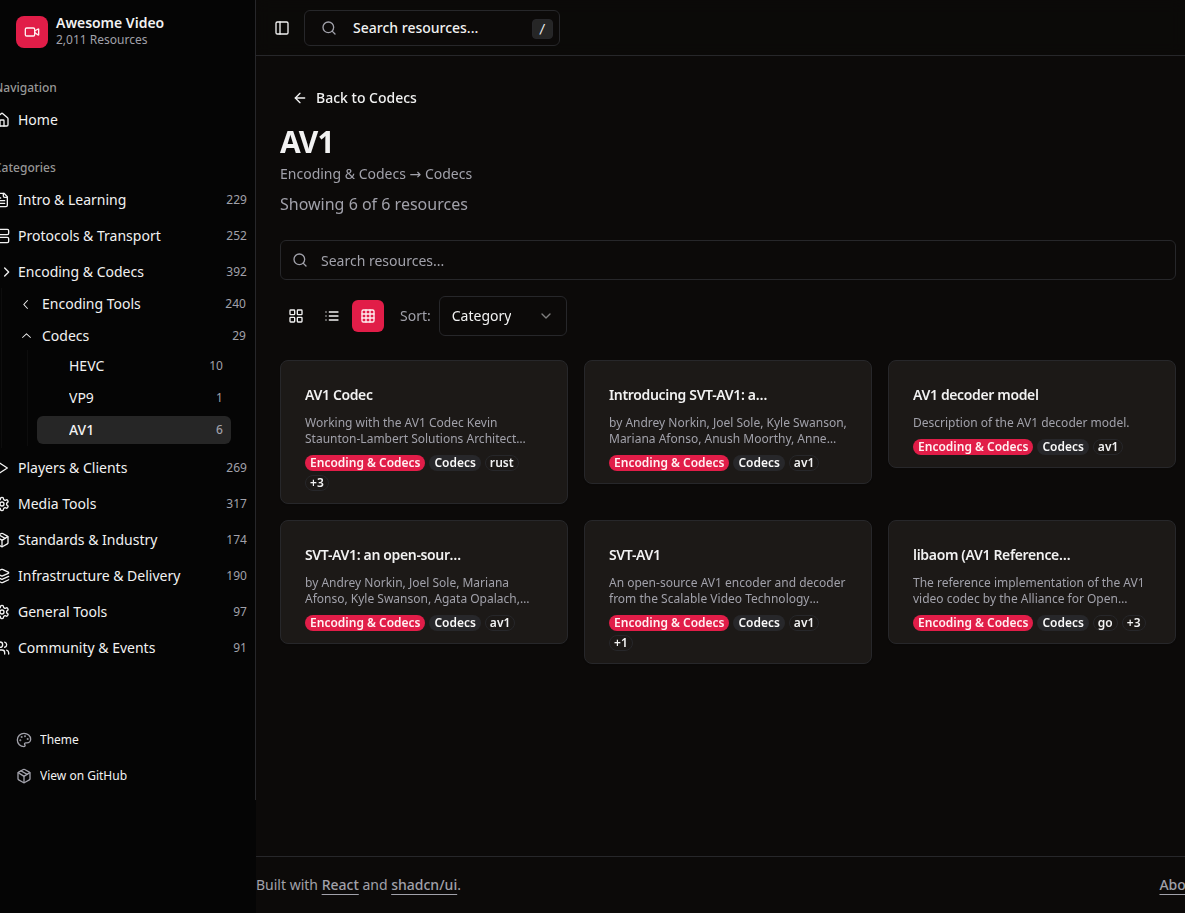 Awesome Video
2,011 Resources
Navigation
Home
Categories
Intro & Learning 229
Protocols & Transport 252
Encoding & Codecs 392
Encoding Tools 240
Codecs 29
HEVC 10
VP9 1
AV1 6
Players & Clients 269
Media Tools 317
Standards & Industry 174
Infrastructure & Delivery 190
General Tools 97
Community & Events 91
Theme
View on GitHub
Search resources... /
Back to Codecs
AV1
Encoding & Codecs → Codecs
Showing 6 of 6 resources
Search resources...
Sort: Category
AV1 Codec
Working with the AV1 Codec Kevin
Staunton-Lambert Solutions Architect...
Encoding & Codecs Codecs rust
+3
Introducing SVT-AV1: a...
by Andrey Norkin, Joel Sole, Kyle Swanson,
Mariana Afonso, Anush Moorthy, Anne...
Encoding & Codecs Codecs av1
AV1 decoder model
Description of the AV1 decoder model.
Encoding & Codecs Codecs av1
SVT-AV1: an open-sour...
by Andrey Norkin, Joel Sole, Mariana
Afonso, Kyle Swanson, Agata Opalach,...
Encoding & Codecs Codecs av1
SVT-AV1
An open-source AV1 encoder and decoder
from the Scalable Video Technology...
Encoding & Codecs Codecs av1
+1
libaom (AV1 Reference...
The reference implementation of the AV1
video codec by the Alliance for Open...
Encoding & Codecs Codecs go +3
Built with React and shadcn/ui.
Abo